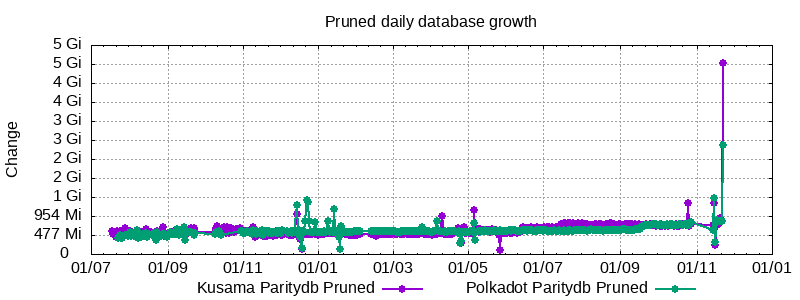 Pruned daily database growth
5 Gi
5 Gi
4 Gi
4 Gi
3 Gi
3 Gi
2 Gi
2 Gi
1 Gi
954 Mi
477 Mi
0
Change
01/07 01/09 01/11 01/01 01/03 01/05 01/07 01/09 01/11 01/01
Kusama Paritydb Pruned Polkadot Paritydb Pruned